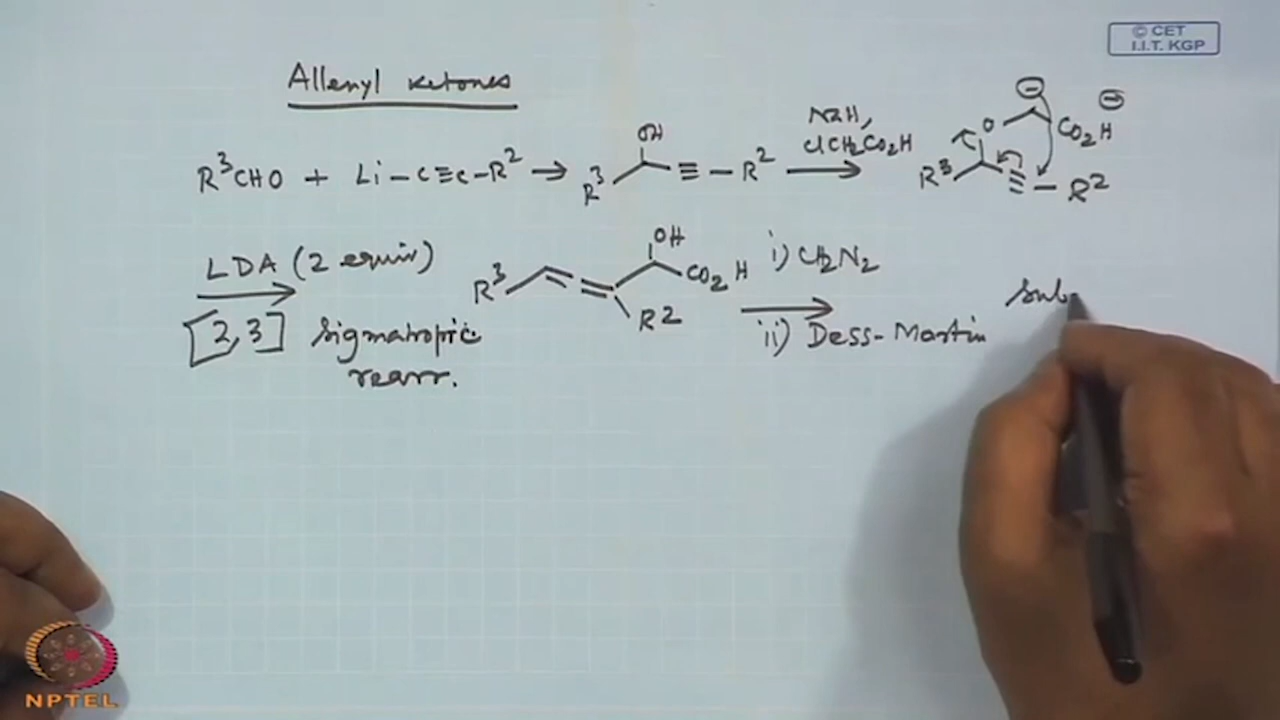 © CET
I.I.T. KGP
Allenyl ketones
R³CHO + Li-C≡C-R² → R³ OH ≡ -R² NaH, ClCH₂CO₂H → R³ O ⊖ CO₂H ⊖ ≡ -R²
LDA (2 equiv)
[2,3] sigmatropic
rearr.
R³ OH CO₂H R2
i) CH₂N₂
ii) Dess-Martin
NPTEL